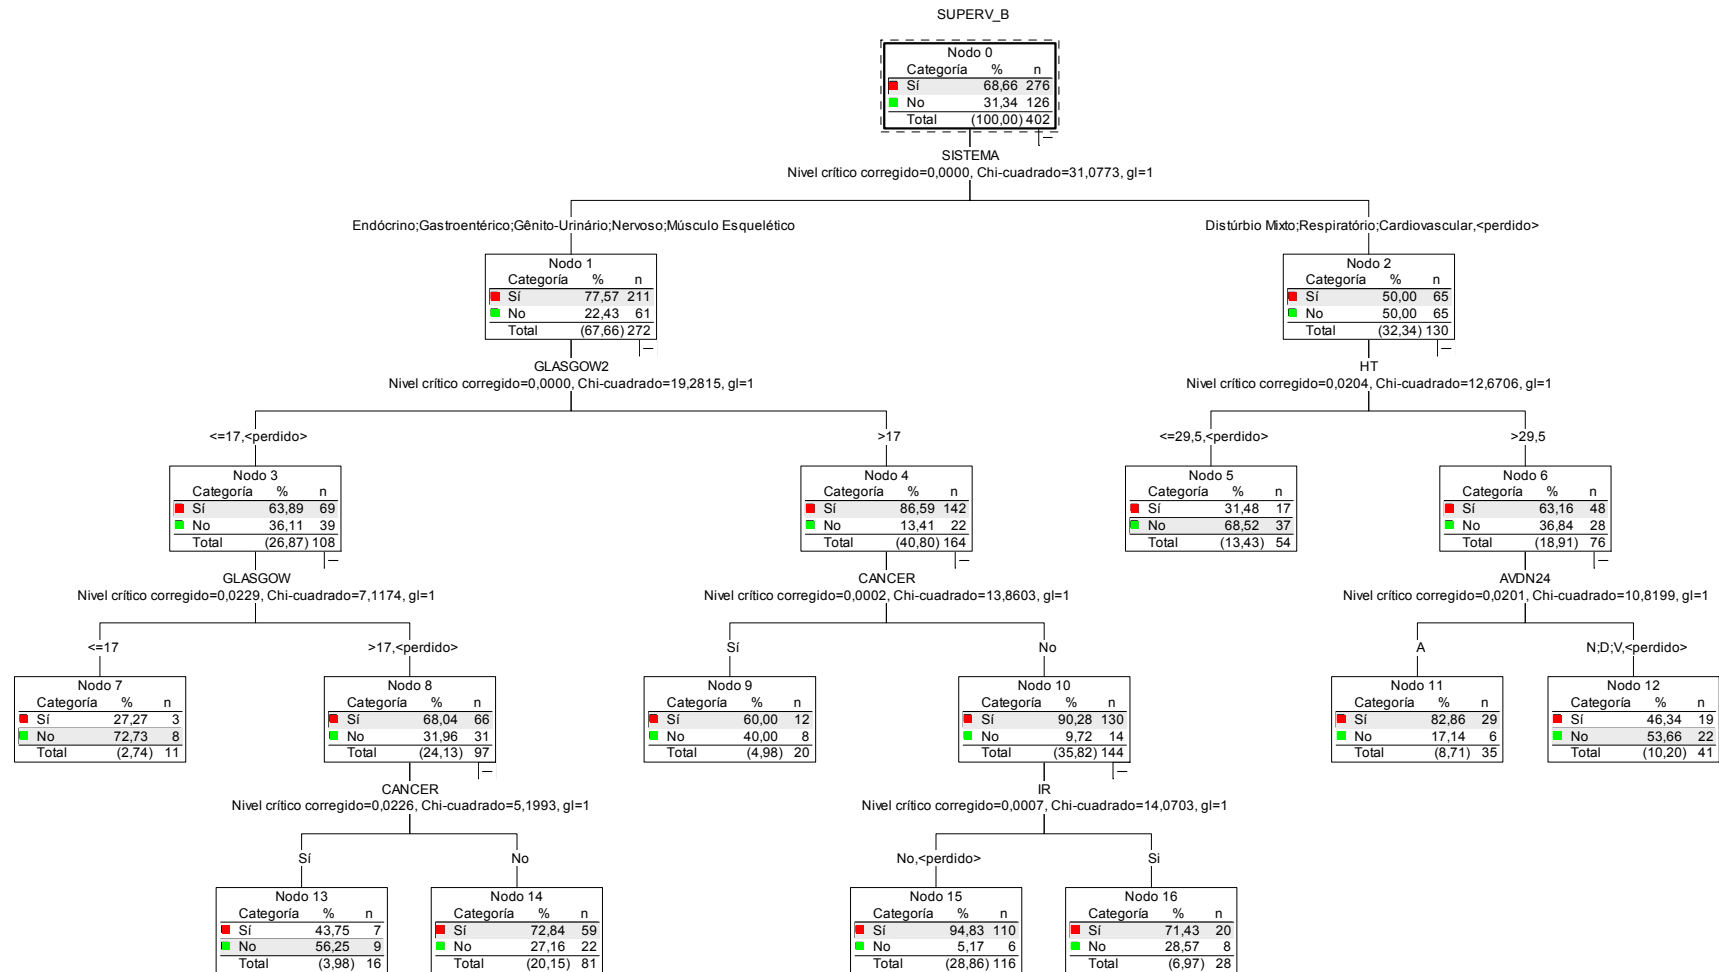 SUPERV_B
Nodo 0
Categoría % n
Sí 68,66 276
No 31,34 126
Total (100,00) 402
SISTEMA
Nivel crítico corregido=0,0000, Chi-cuadrado=31,0773, gl=1
Endócrino;Gastroentérico;Gênito-Urinário;Nervoso;Músculo Esquelético
Distúrbio Mixto;Respiratório;Cardiovascular,<perdido>
Nodo 1
Categoría % n
Sí 77,57 211
No 22,43 61
Total (67,66) 272
Nodo 2
Categoría % n
Sí 50,00 65
No 50,00 65
Total (32,34) 130
GLASGOW2
Nivel crítico corregido=0,0000, Chi-cuadrado=19,2815, gl=1
HT
Nivel crítico corregido=0,0204, Chi-cuadrado=12,6706, gl=1
<=17,<perdido>
>17
<=29,5,<perdido>
>29,5
Nodo 3
Categoría % n
Sí 63,89 69
No 36,11 39
Total (26,87) 108
Nodo 4
Categoría % n
Sí 86,59 142
No 13,41 22
Total (40,80) 164
Nodo 5
Categoría % n
Sí 31,48 17
No 68,52 37
Total (13,43) 54
Nodo 6
Categoría % n
Sí 63,16 48
No 36,84 28
Total (18,91) 76
GLASGOW
Nivel crítico corregido=0,0229, Chi-cuadrado=7,1174, gl=1
CANCER
Nivel crítico corregido=0,0002, Chi-cuadrado=13,8603, gl=1
AVDN24
Nivel crítico corregido=0,0201, Chi-cuadrado=10,8199, gl=1
<=17
>17,<perdido>
Sí
No
A
N;D;V,<perdido>
Nodo 7
Categoría % n
Sí 27,27 3
No 72,73 8
Total (2,74) 11
Nodo 8
Categoría % n
Sí 68,04 66
No 31,96 31
Total (24,13) 97
Nodo 9
Categoría % n
Sí 60,00 12
No 40,00 8
Total (4,98) 20
Nodo 10
Categoría % n
Sí 90,28 130
No 9,72 14
Total (35,82) 144
Nodo 11
Categoría % n
Sí 82,86 29
No 17,14 6
Total (8,71) 35
Nodo 12
Categoría % n
Sí 46,34 19
No 53,66 22
Total (10,20) 41
CANCER
Nivel crítico corregido=0,0226, Chi-cuadrado=5,1993, gl=1
IR
Nivel crítico corregido=0,0007, Chi-cuadrado=14,0703, gl=1
Sí
No
No,<perdido>
Si
Nodo 13
Categoría % n
Sí 43,75 7
No 56,25 9
Total (3,98) 16
Nodo 14
Categoría % n
Sí 72,84 59
No 27,16 22
Total (20,15) 81
Nodo 15
Categoría % n
Sí 94,83 110
No 5,17 6
Total (28,86) 116
Nodo 16
Categoría % n
Sí 71,43 20
No 28,57 8
Total (6,97) 28